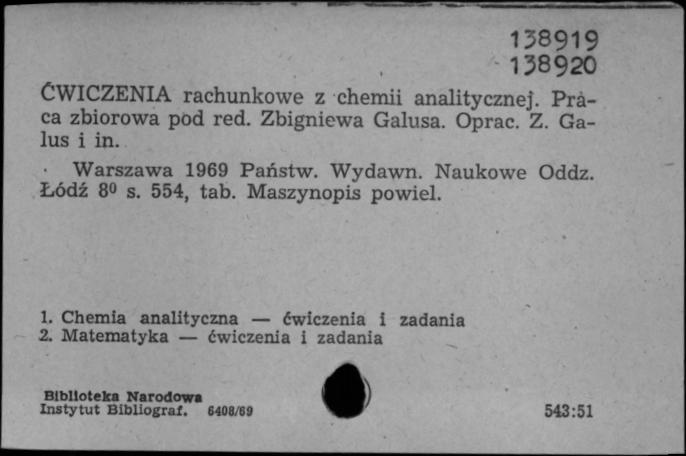 138919
138920
ĆWICZENIA rachunkowe z chemii analitycznej. Pra-
ca zbiorowa pod red. Zbigniewa Galusa. Oprac. Z. Ga-
lus i in.
Warszawa 1969 Państw. Wydawn. Naukowe Oddz.
Łódź 8⁰ s. 554, tab. Maszynopis powiel.
1. Chemia analityczna — ćwiczenia i zadania
2. Matematyka — ćwiczenia i zadania
Biblioteka Narodowa
Instytut Bibliograf. 6408/69
543:51